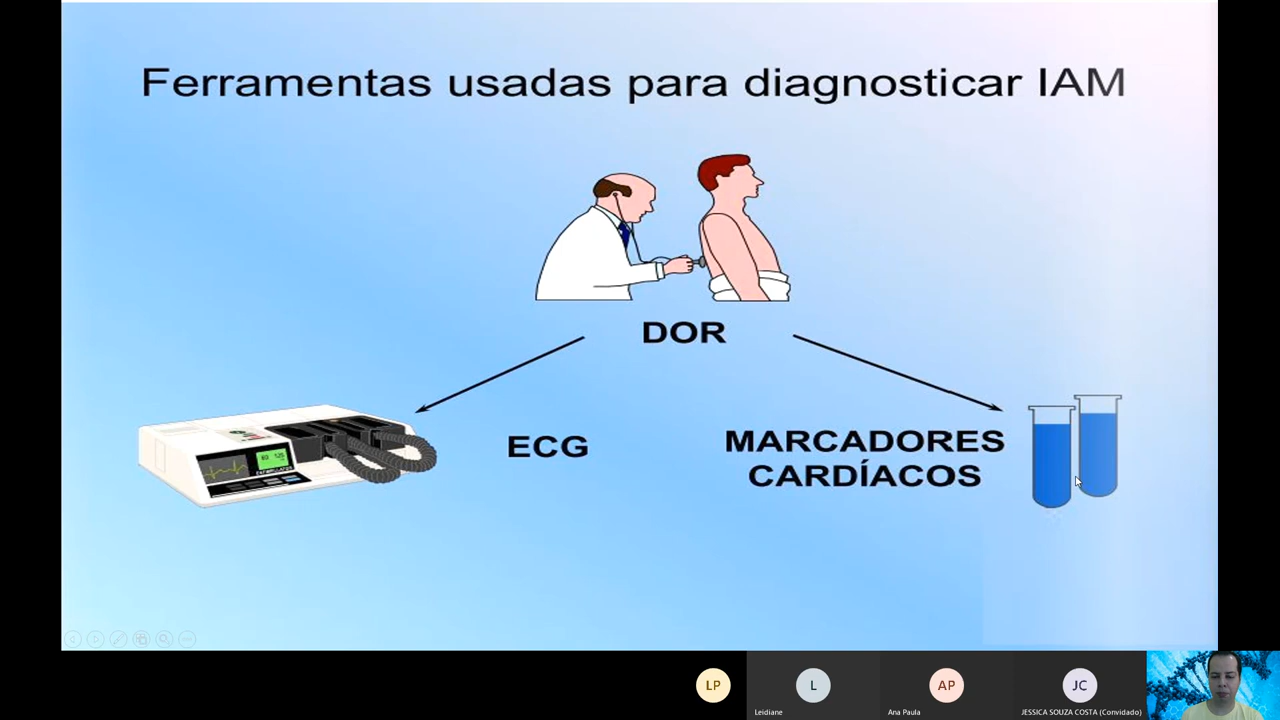 Ferramentas usadas para diagnosticar IAM
DOR
ECG
MARCADORES
CARDÍACOS
LP
L
Leidiane
AP
Ana Paula
JC
JESSICA SOUZA COSTA (Convidado)